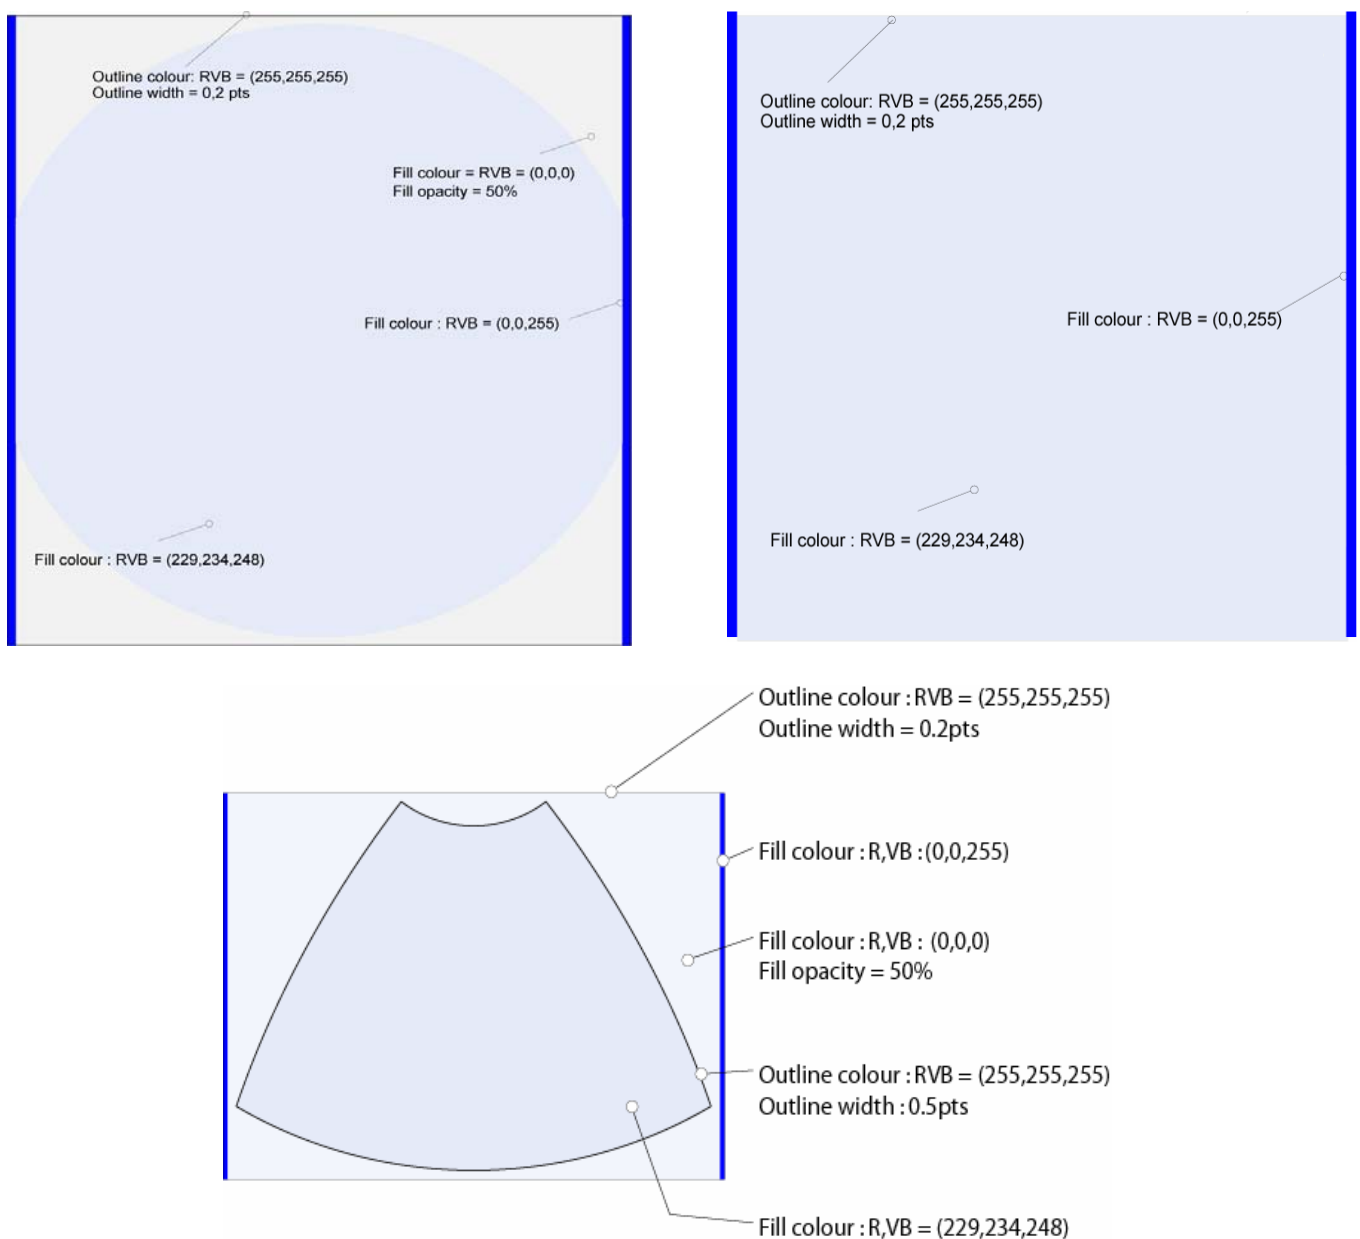 Outline colour: RVB = (255,255,255)
Outline width = 0,2 pts
Fill colour = RVB = (0,0,0)
Fill opacity = 50%
Fill colour : RVB = (0,0,255)
Fill colour : RVB = (229,234,248)
Outline colour: RVB = (255,255,255)
Outline width = 0,2 pts
Fill colour : RVB = (0,0,255)
Fill colour : RVB = (229,234,248)
Outline colour : RVB = (255,255,255)
Outline width = 0.2pts
Fill colour : R,VB : (0,0,255)
Fill colour : R,VB : (0,0,0)
Fill opacity = 50%
Outline colour : RVB = (255,255,255)
Outline width : 0.5pts
Fill colour : R,VB = (229,234,248)